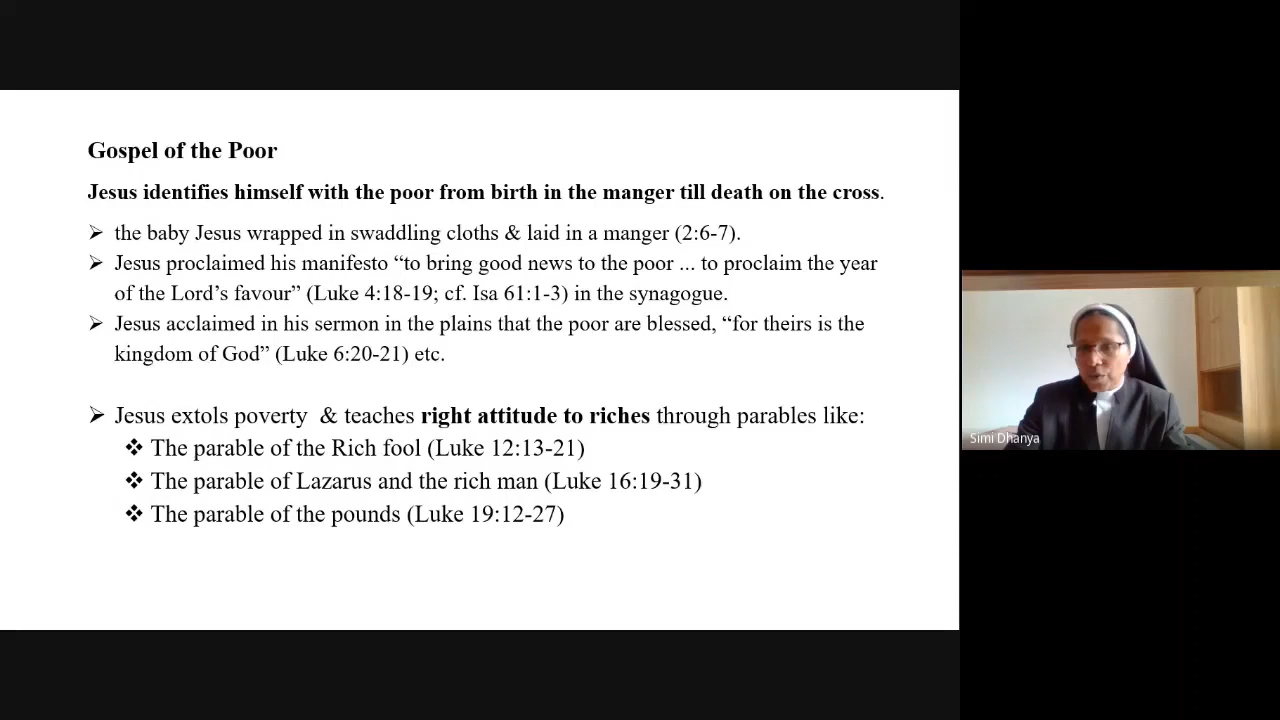 Gospel of the Poor
Jesus identifies himself with the poor from birth in the manger till death on the cross.
➢ the baby Jesus wrapped in swaddling cloths & laid in a manger (2:6-7).
➢ Jesus proclaimed his manifesto “to bring good news to the poor ... to proclaim the year
of the Lord’s favour” (Luke 4:18-19; cf. Isa 61:1-3) in the synagogue.
➢ Jesus acclaimed in his sermon in the plains that the poor are blessed, “for theirs is the
kingdom of God” (Luke 6:20-21) etc.
➢ Jesus extols poverty & teaches right attitude to riches through parables like:
❖ The parable of the Rich fool (Luke 12:13-21)
❖ The parable of Lazarus and the rich man (Luke 16:19-31)
❖ The parable of the pounds (Luke 19:12-27)
Simi Dhanya